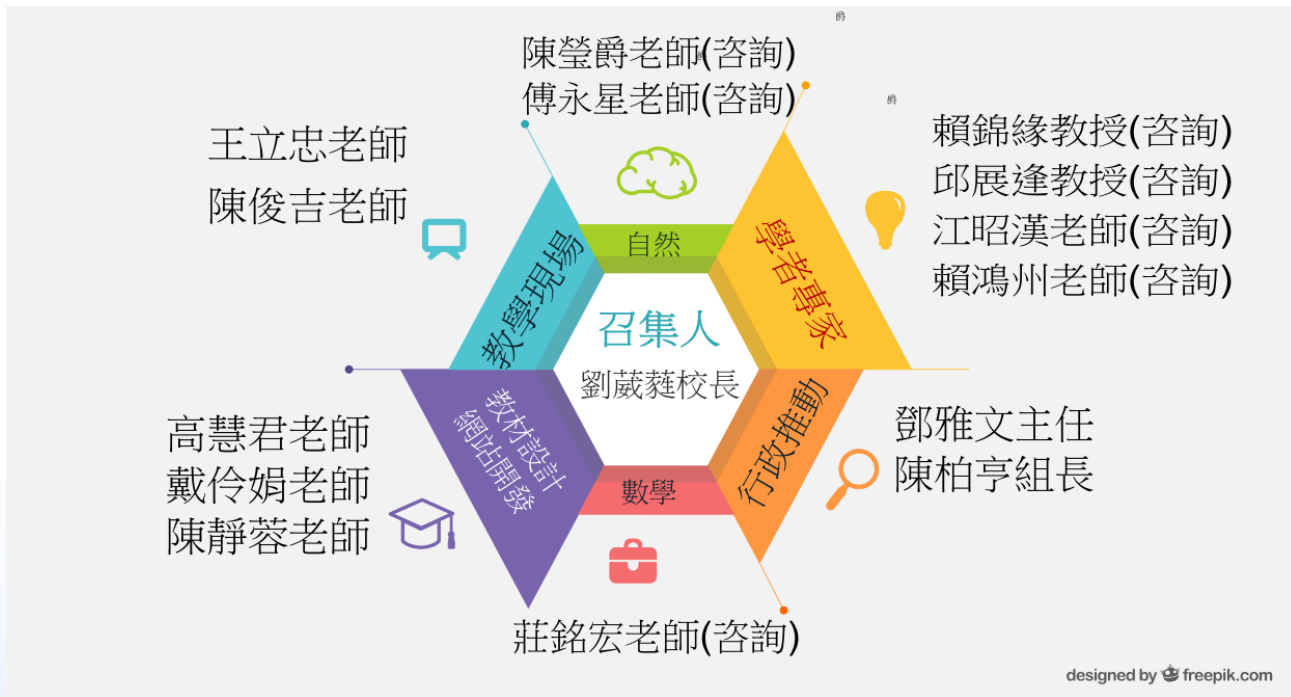 爵
陳瑩爵老師(咨詢)
傅永星老師(咨詢)
爵
王立忠老師
陳俊吉老師
賴錦緣教授(咨詢)
邱展逢教授(咨詢)
江昭漢老師(咨詢)
賴鴻州老師(咨詢)
自然
教學現場
學者專家
召集人
劉葳蕤校長
教材設計
網站開發
行政推動
數學
高慧君老師
戴伶娟老師
陳靜蓉老師
鄧雅文主任
陳柏亨組長
莊銘宏老師(咨詢)
designed by freepik.com